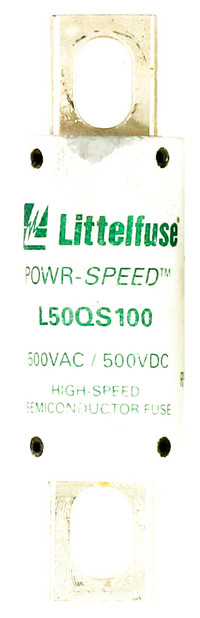 Littelfuse®
POWR-SPEED™
L50QS100
500VAC / 500VDC
HIGH-SPEED
SEMICONDUCTOR FUSE